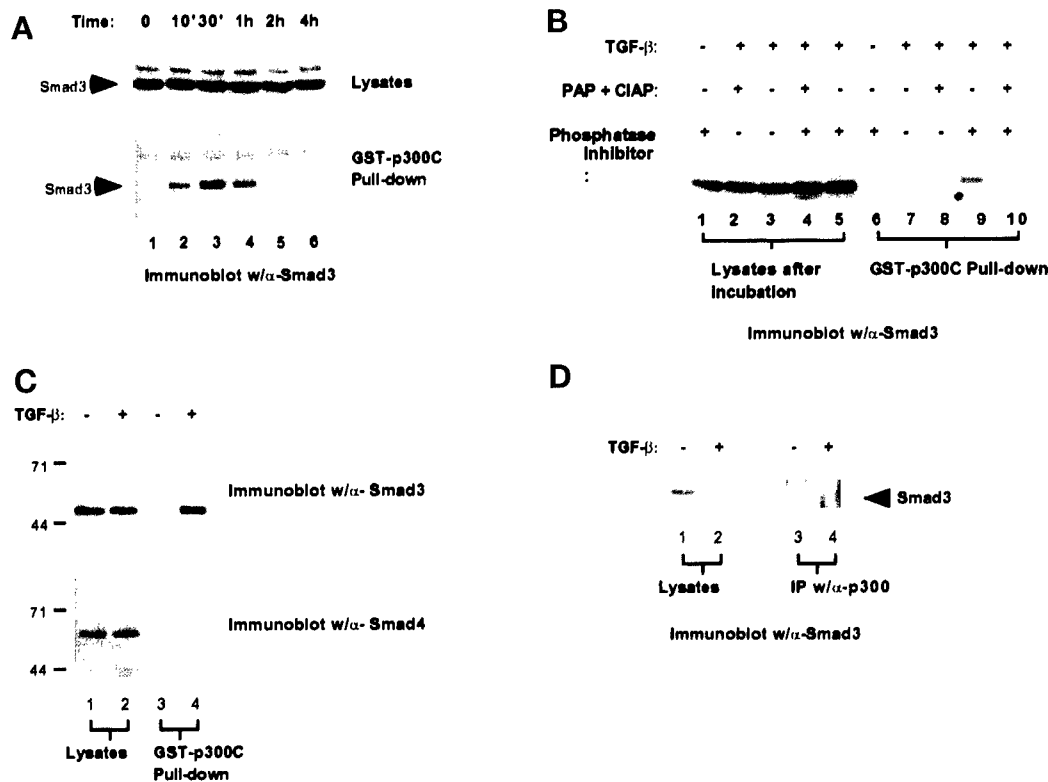 A
Time: 0 10' 30' 1h 2h 4h
Smad3
Lysates
GST-p300C
Pull-down
Smad3
1 2 3 4 5 6
Immunoblot w/α-Smad3
B
TGF-β: - + + + + - + + + +
PAP + CIAP: - + - + - - - + - +
Phosphatase + - - + + + - - + +
Inhibitor
:
1 2 3 4 5 6 7 8 9 10
Lysates after
incubation
GST-p300C Pull-down
Immunoblot w/α-Smad3
C
TGF-β: - + - +
71
Immunoblot w/α- Smad3
44
71
Immunoblot w/α- Smad4
44
1 2 3 4
Lysates
GST-p300C
Pull-down
D
TGF-β: - + - +
Smad3
1 2 3 4
Lysates IP w/α-p300
Immunoblot w/α-Smad3